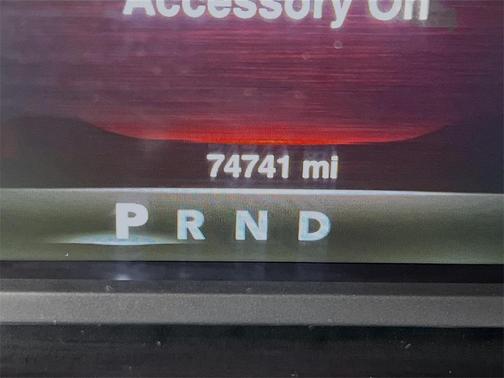 Accessory On
74741 mi
P R N D